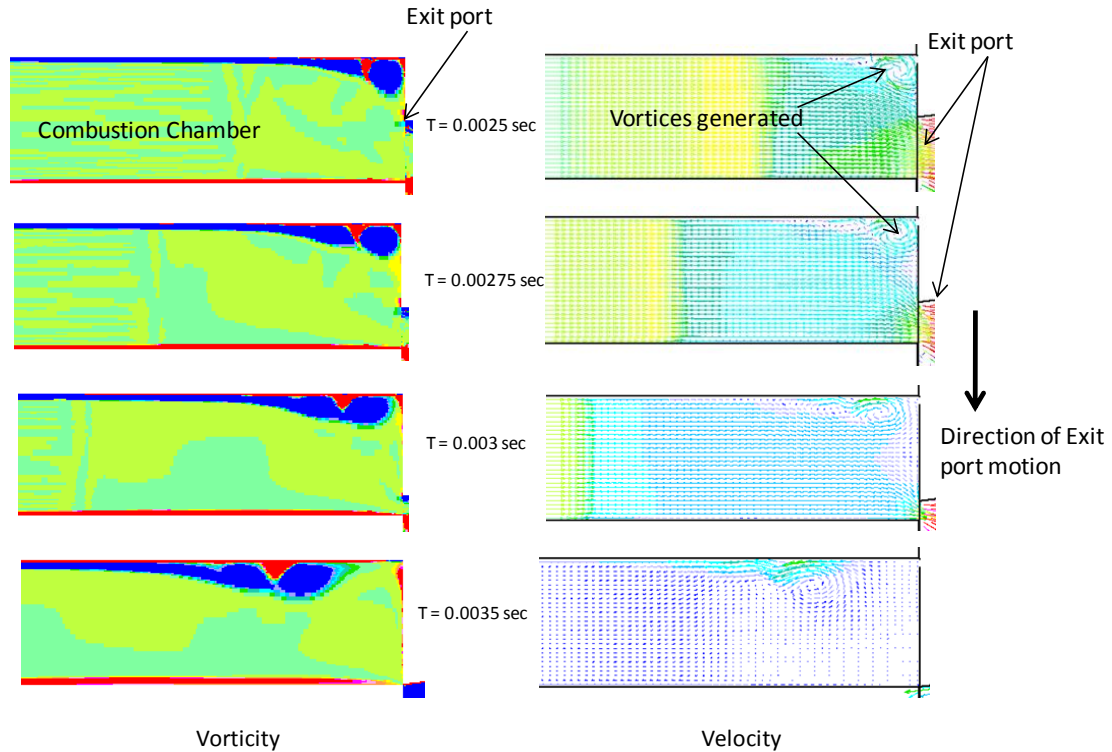 Exit port
Exit port
Combustion Chamber
T = 0.0025 sec
Vortices generated
T = 0.00275 sec
T = 0.003 sec
Direction of Exit
port motion
T = 0.0035 sec
Vorticity
Velocity